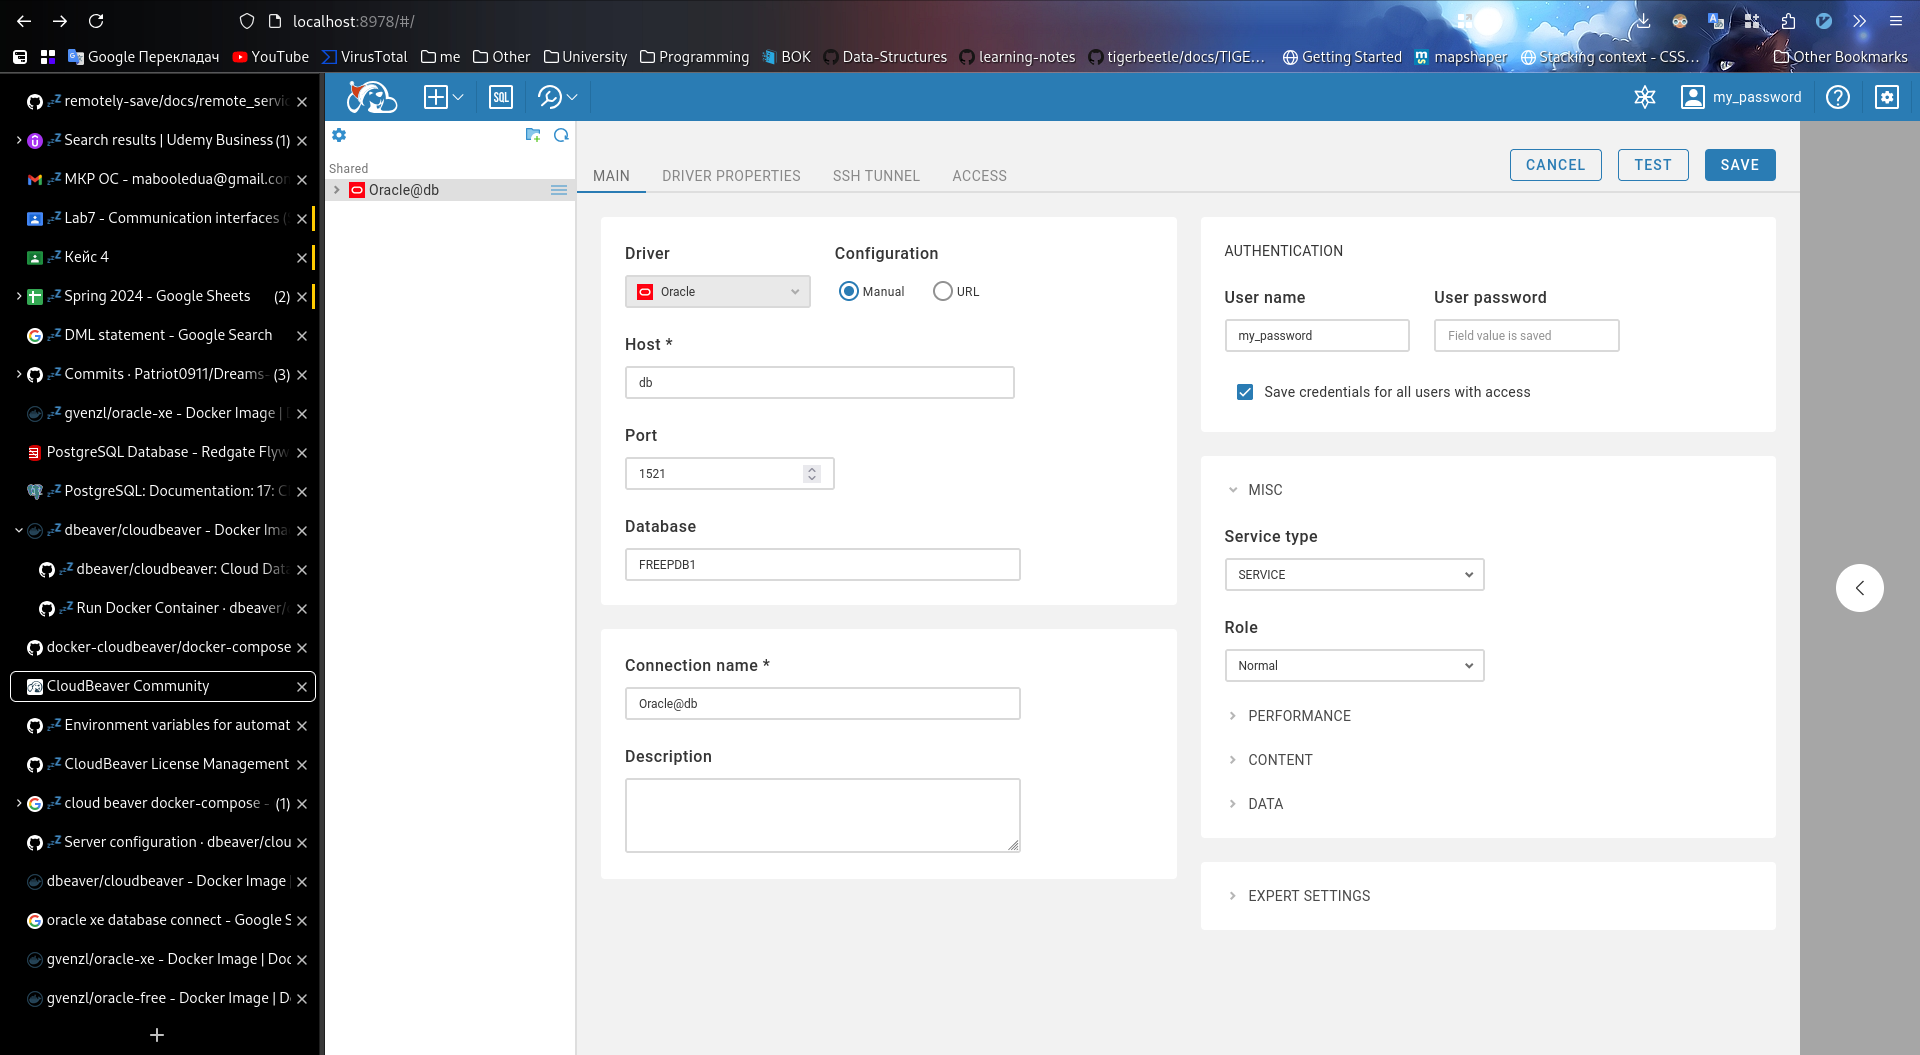 localhost:8978/#/
Google Перекладач YouTube VirusTotal me Other University Programming BOK Data-Structures learning-notes tigerbeetle/docs/TIGE… Getting Started mapshaper Stacking context - CSS… Other Bookmarks
remotely-save/docs/remote_servi
Search results | Udemy Business (1)
МКР ОС - mabooledua@gmail.co
Lab7 - Communication interfaces (
Кейс 4
Spring 2024 - Google Sheets (2)
DML statement - Google Search
Commits · Patriot0911/Dreams- (3)
gvenzl/oracle-xe - Docker Image |
PostgreSQL Database - Redgate Flyw
PostgreSQL: Documentation: 17: C
dbeaver/cloudbeaver - Docker Ima
dbeaver/cloudbeaver: Cloud Dat
Run Docker Container · dbeaver/
docker-cloudbeaver/docker-compose
CloudBeaver Community
Environment variables for automat
CloudBeaver License Management
cloud beaver docker-compose - (1)
Server configuration · dbeaver/clou
dbeaver/cloudbeaver - Docker Image
oracle xe database connect - Google S
gvenzl/oracle-xe - Docker Image | Doc
gvenzl/oracle-free - Docker Image | D
SQL
my_password
Shared
Oracle@db
MAIN DRIVER PROPERTIES SSH TUNNEL ACCESS
CANCEL TEST SAVE
Driver Configuration
Oracle Manual URL
Host *
db
Port
1521
Database
FREEPDB1
Connection name *
Oracle@db
Description
AUTHENTICATION
User name User password
my_password Field value is saved
Save credentials for all users with access
MISC
Service type
SERVICE
Role
Normal
PERFORMANCE
CONTENT
DATA
EXPERT SETTINGS